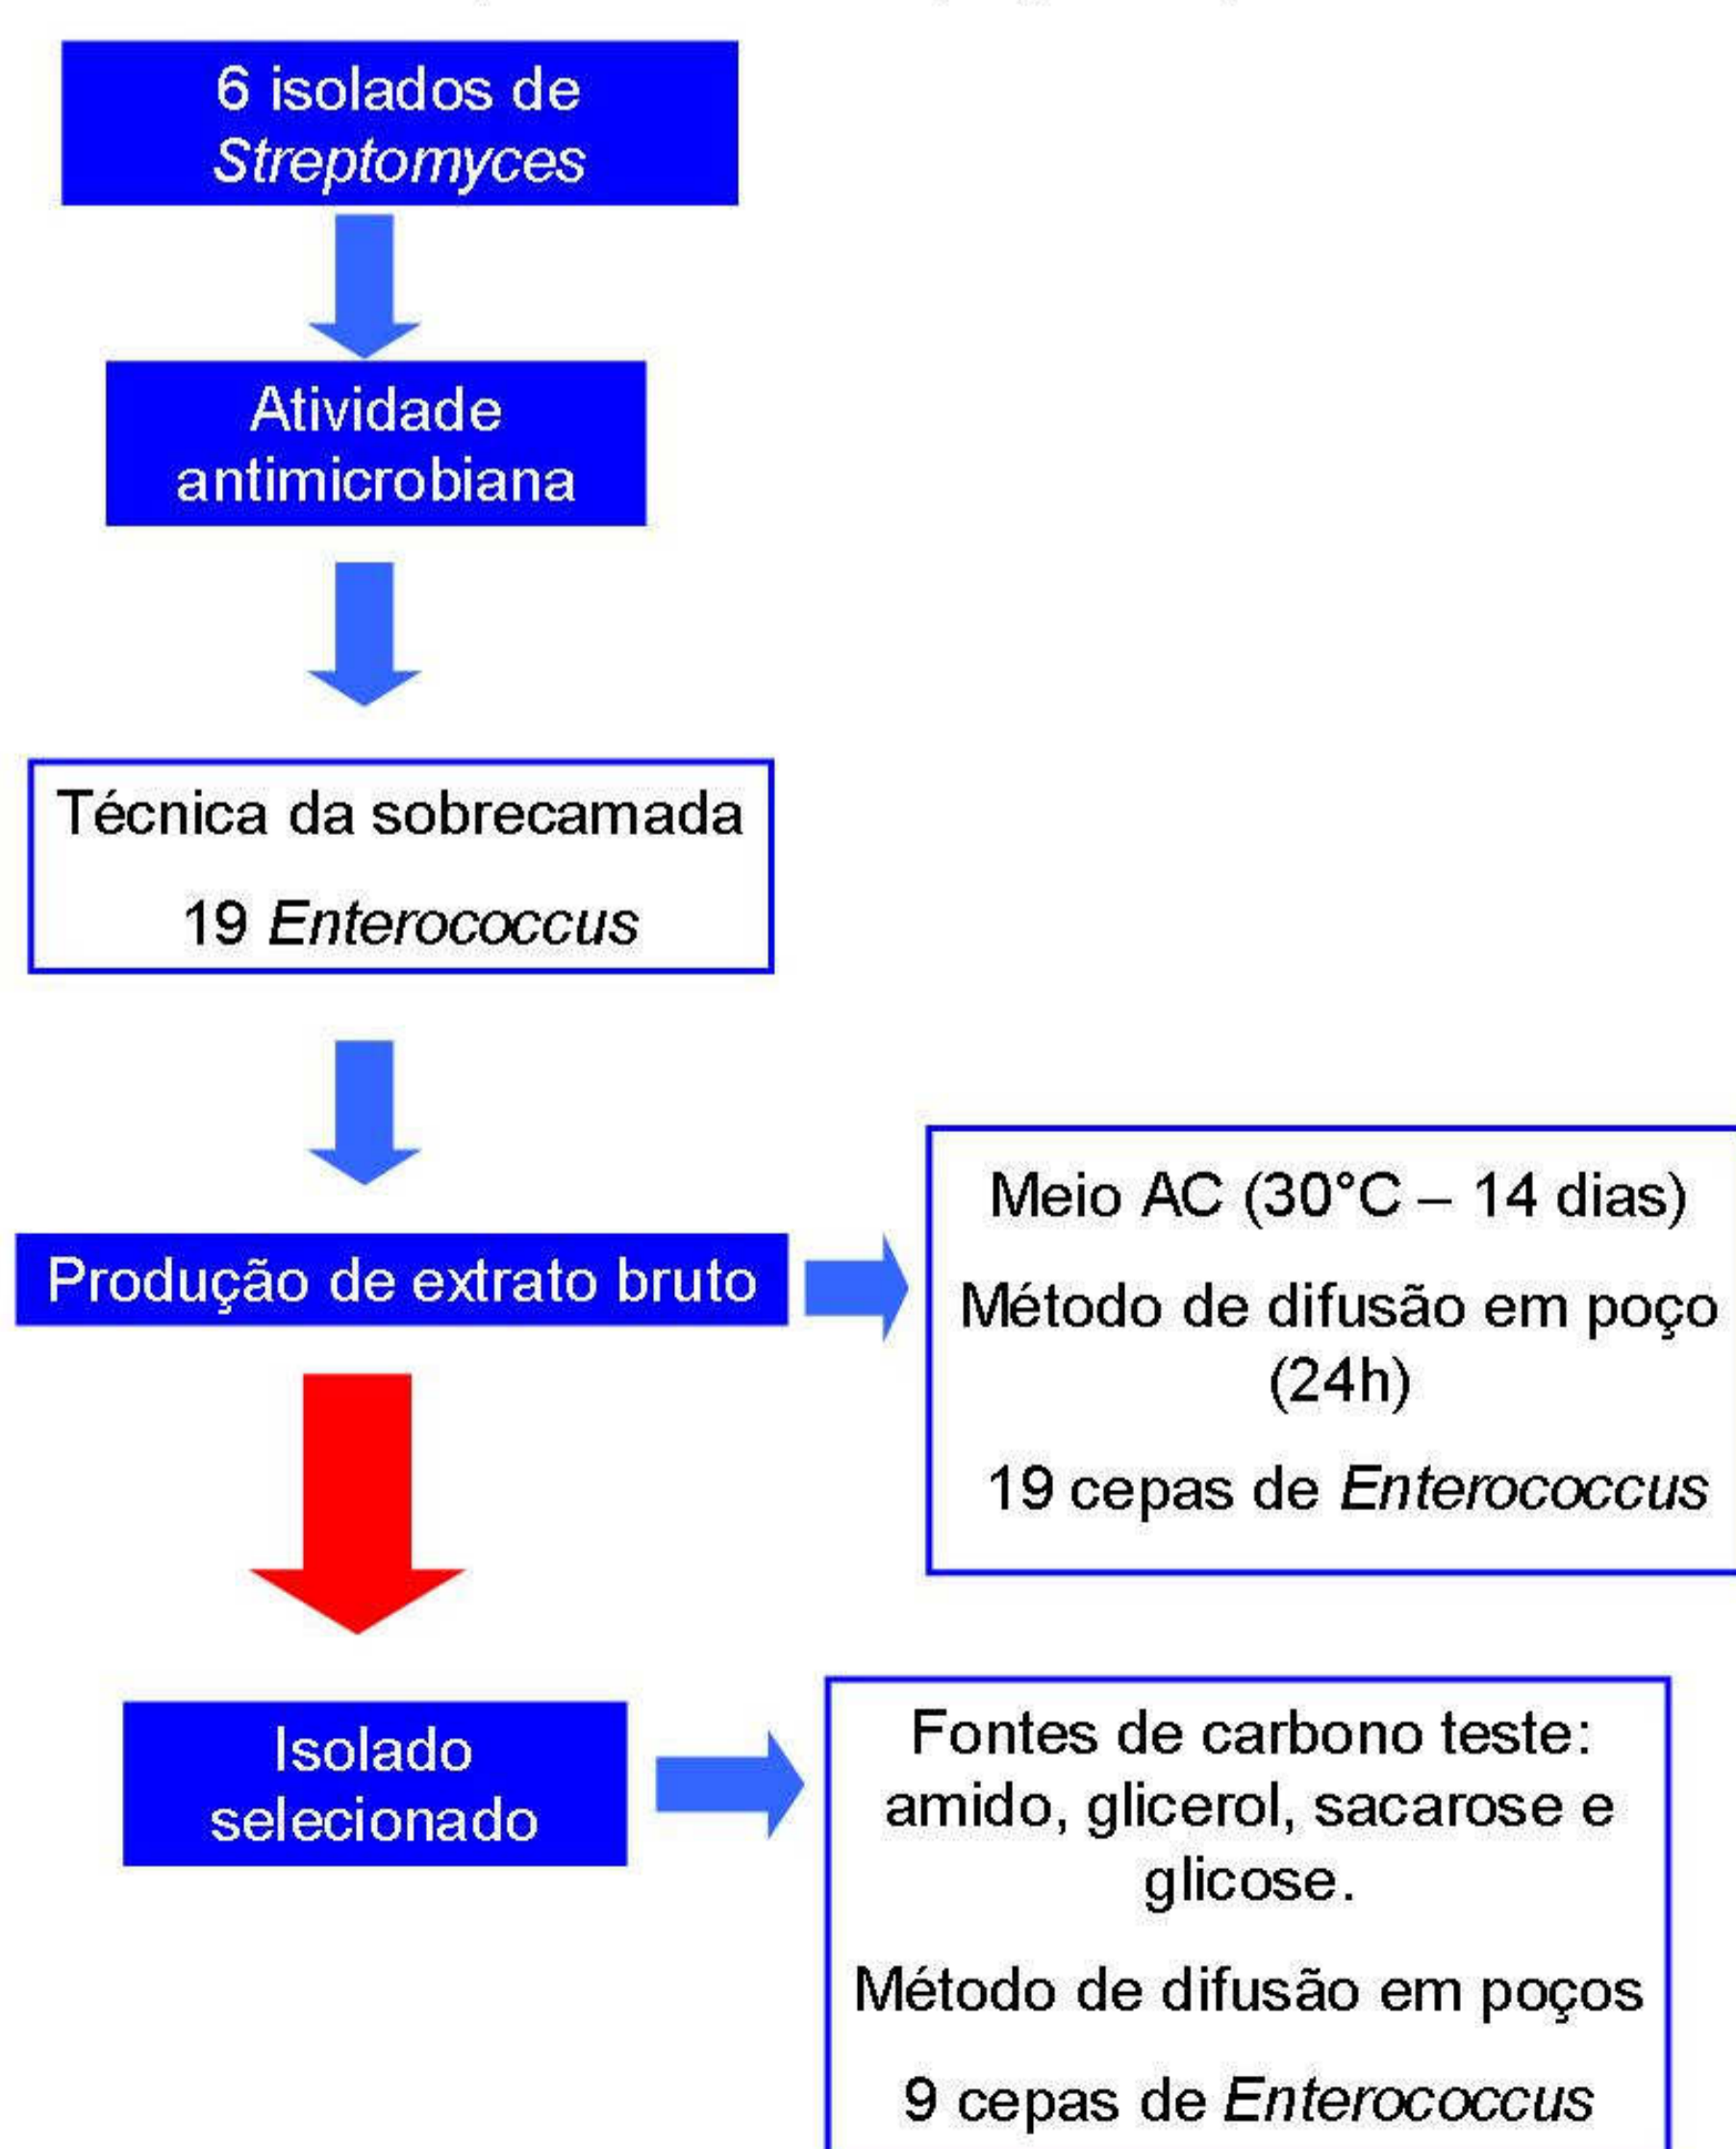 6 isolados de
Streptomyces
Atividade
antimicrobiana
Técnica da sobrecamada
19 Enterococcus
Produção de extrato bruto
Meio AC (30°C – 14 dias)
Método de difusão em poço
(24h)
19 cepas de Enterococcus
Isolado
selecionado
Fontes de carbono teste:
amido, glicerol, sacarose e
glicose.
Método de difusão em poços
9 cepas de Enterococcus